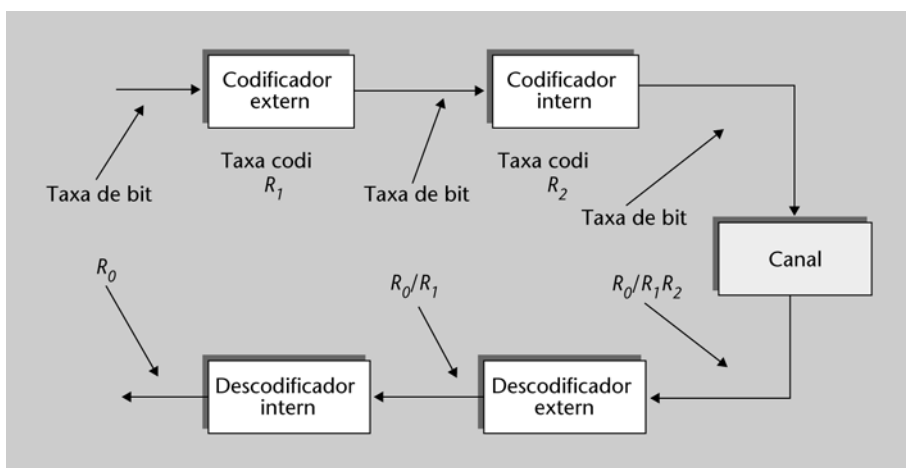 Codificador
extern
Codificador
intern
Taxa de bit
Taxa codi
R1
Taxa de bit
Taxa codi
R2
Taxa de bit
Canal
R0
R0/R1
R0/R1R2
Descodificador
intern
Descodificador
extern